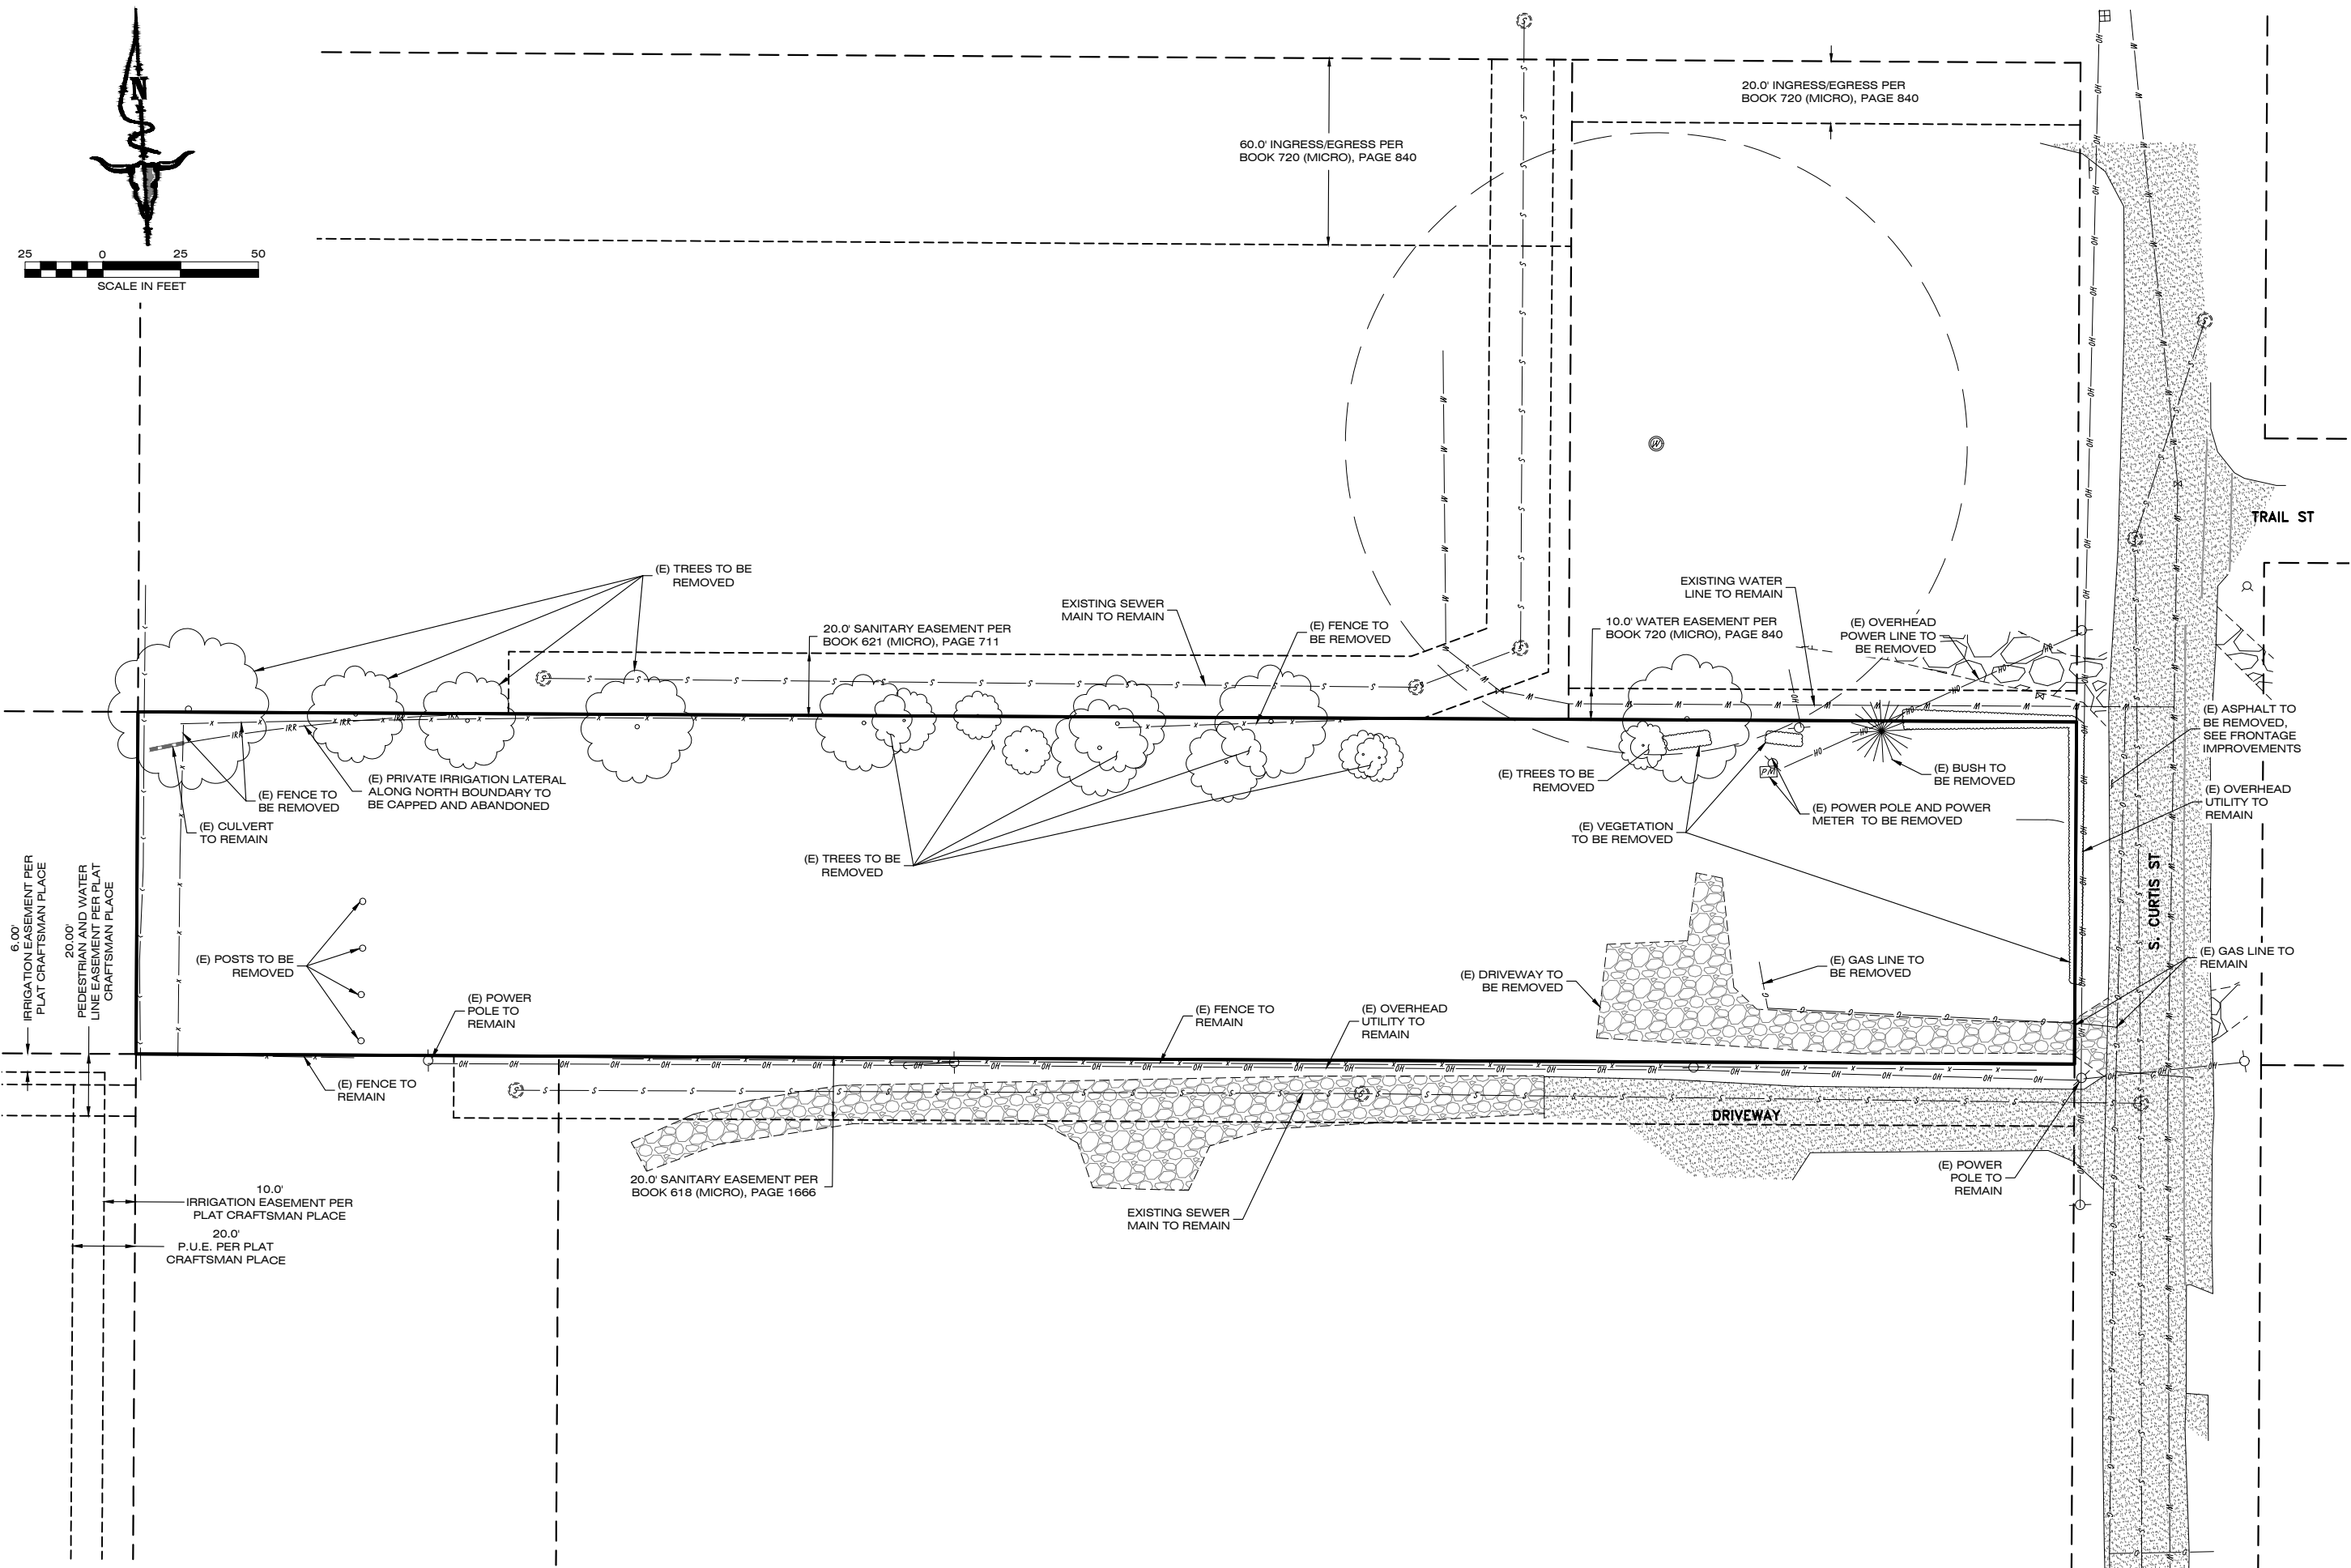 N
25 0 25 50
SCALE IN FEET
20.0' INGRESS/EGRESS PER
BOOK 720 (MICRO), PAGE 840
60.0' INGRESS/EGRESS PER
BOOK 720 (MICRO), PAGE 840
TRAIL ST
(E) TREES TO BE
REMOVED
EXISTING SEWER
MAIN TO REMAIN
20.0' SANITARY EASEMENT PER
BOOK 621 (MICRO), PAGE 711
(E) FENCE TO
BE REMOVED
EXISTING WATER
LINE TO REMAIN
10.0' WATER EASEMENT PER
BOOK 720 (MICRO), PAGE 840
(E) OVERHEAD
POWER LINE TO
BE REMOVED
(E) ASPHALT TO
BE REMOVED,
SEE FRONTAGE
IMPROVEMENTS
(E) FENCE TO
BE REMOVED
(E) PRIVATE IRRIGATION LATERAL
ALONG NORTH BOUNDARY TO
BE CAPPED AND ABANDONED
(E) CULVERT
TO REMAIN
(E) TREES TO BE
REMOVED
(E) TREES TO BE
REMOVED
(E) BUSH TO
BE REMOVED
PM
(E) POWER POLE AND POWER
METER TO BE REMOVED
(E) VEGETATION
TO BE REMOVED
(E) OVERHEAD
UTILITY TO
REMAIN
S. CURTIS ST
6.00'
IRRIGATION EASEMENT PER
PLAT CRAFTSMAN PLACE
20.00'
PEDESTRIAN AND WATER
LINE EASEMENT PER PLAT
CRAFTSMAN PLACE
(E) POSTS TO BE
REMOVED
(E) POWER
POLE TO
REMAIN
(E) FENCE TO
REMAIN
(E) OVERHEAD
UTILITY TO
REMAIN
(E) DRIVEWAY TO
BE REMOVED
(E) GAS LINE TO
BE REMOVED
(E) GAS LINE TO
REMAIN
(E) FENCE TO
REMAIN
DRIVEWAY
20.0' SANITARY EASEMENT PER
BOOK 618 (MICRO), PAGE 1666
EXISTING SEWER
MAIN TO REMAIN
(E) POWER
POLE TO
REMAIN
10.0'
IRRIGATION EASEMENT PER
PLAT CRAFTSMAN PLACE
20.0'
P.U.E. PER PLAT
CRAFTSMAN PLACE